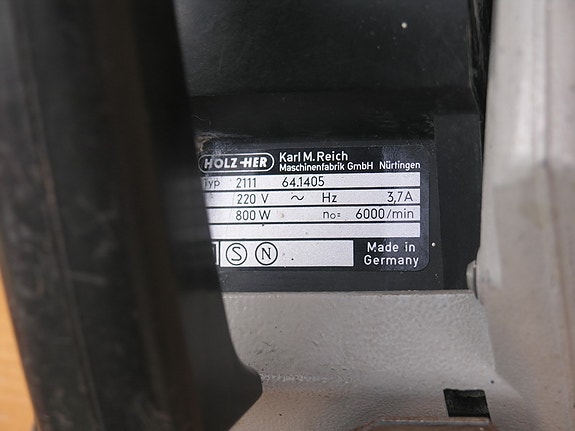 HOLZ-HER Karl M. Reich
Maschinenfabrik GmbH Nürtingen
Typ 2111 64.1405
220 V ~ Hz 3,7A
800 W n₀= 6000/min
S N
Made in
Germany